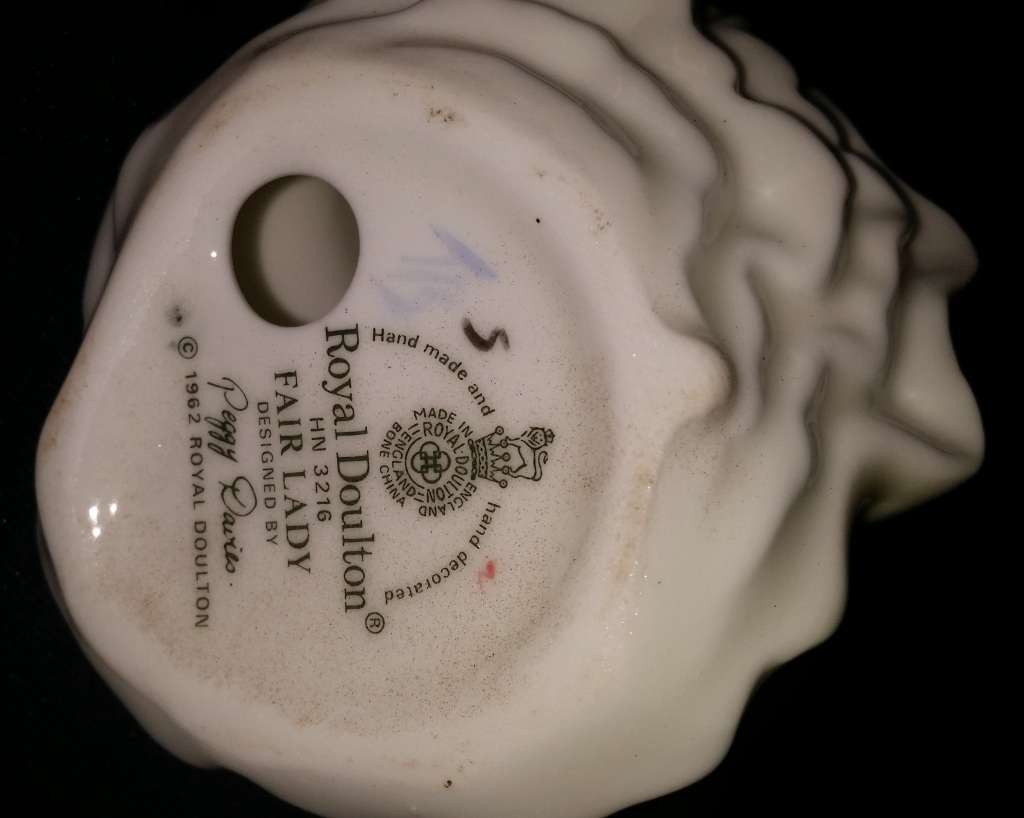 S
Hand made and hand decorated
MADE IN ENGLAND
ROYAL DOULTON
ENGLAND
BONE CHINA
Royal Doulton ®
HN 3216
FAIR LADY
DESIGNED BY
Peggy Davies.
© 1962 ROYAL DOULTON